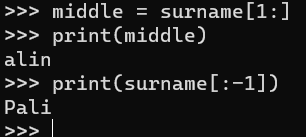 >>> middle = surname[1:]
>>> print(middle)
alin
>>> print(surname[:-1])
Pali
>>>